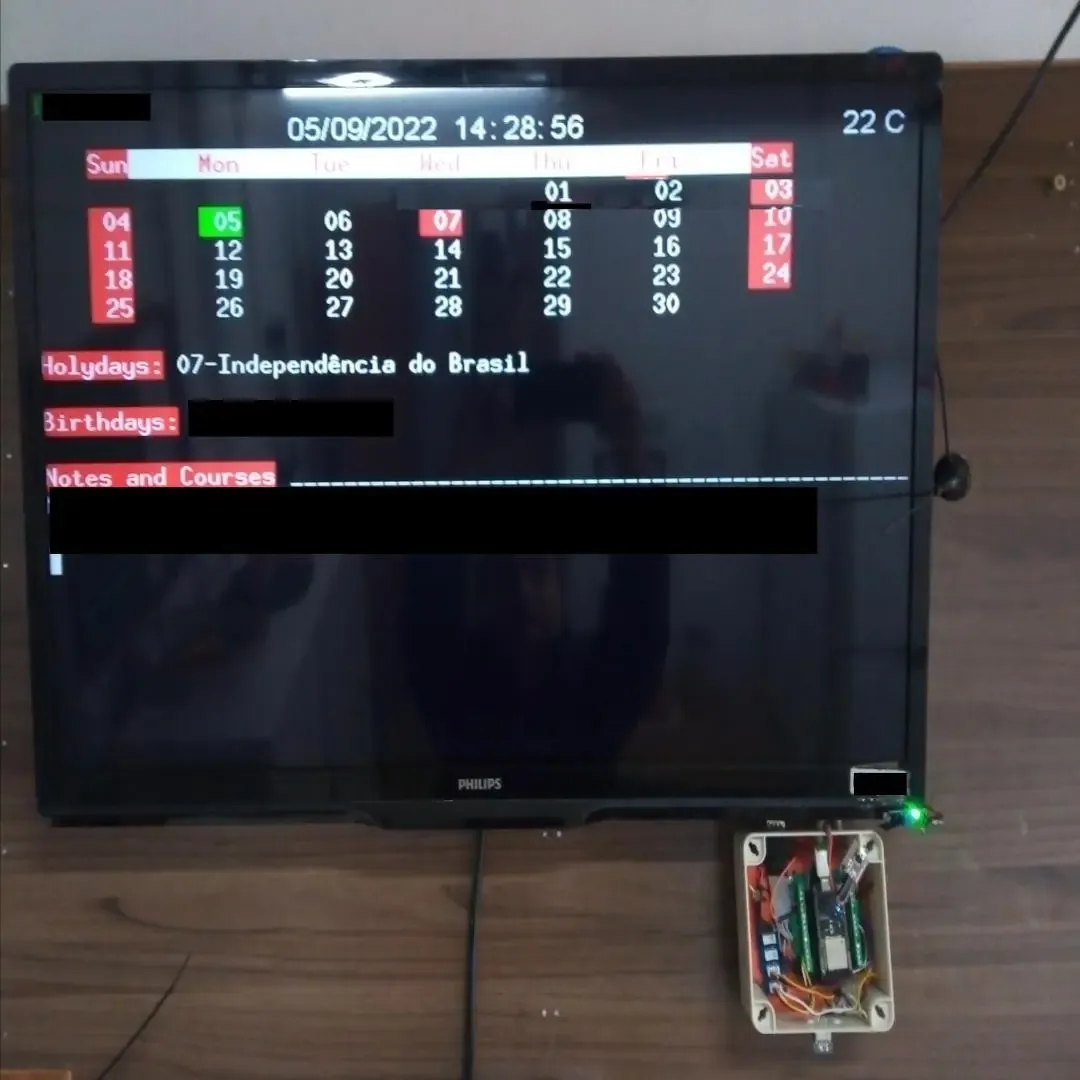 05/09/2022 14:28:56 22 C
Sun Mon Tue Wed Thu Fri Sat
01 02 03
04 05 06 07 08 09 10
11 12 13 14 15 16 17
18 19 20 21 22 23 24
25 26 27 28 29 30
Holydays: 07-Independência do Brasil
Birthdays:
Notes and Courses
PHILIPS